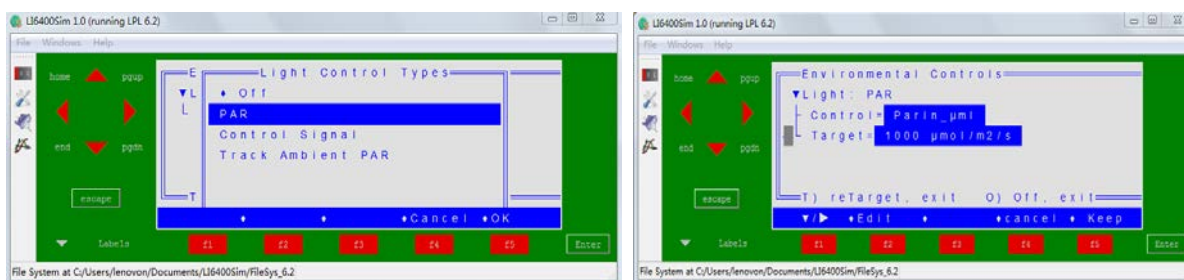 LI6400Sim 1.0 (running LPL 6.2)
File Windows Help
home pgup
end pgdn
escape
Labels
E Light Control Types
L Off
L PAR
Control Signal
Track Ambient PAR
T
Cancel OK
f1 f2 f3 f4 f5 Enter
File System at C:/Users/lenovon/Documents/LI6400Sim/FileSys_6.2
LI6400Sim 1.0 (running LPL 6.2)
File Windows Help
home pgup
end pgdn
escape
Labels
Environmental Controls
Light: PAR
Control= Parin_µml
Target= 1000 µmol/m2/s
T) reTarget, exit O) Off, exit
Edit cancel Keep
f1 f2 f3 f4 f5 Enter
File System at C:/Users/lenovon/Documents/LI6400Sim/FileSys_6.2